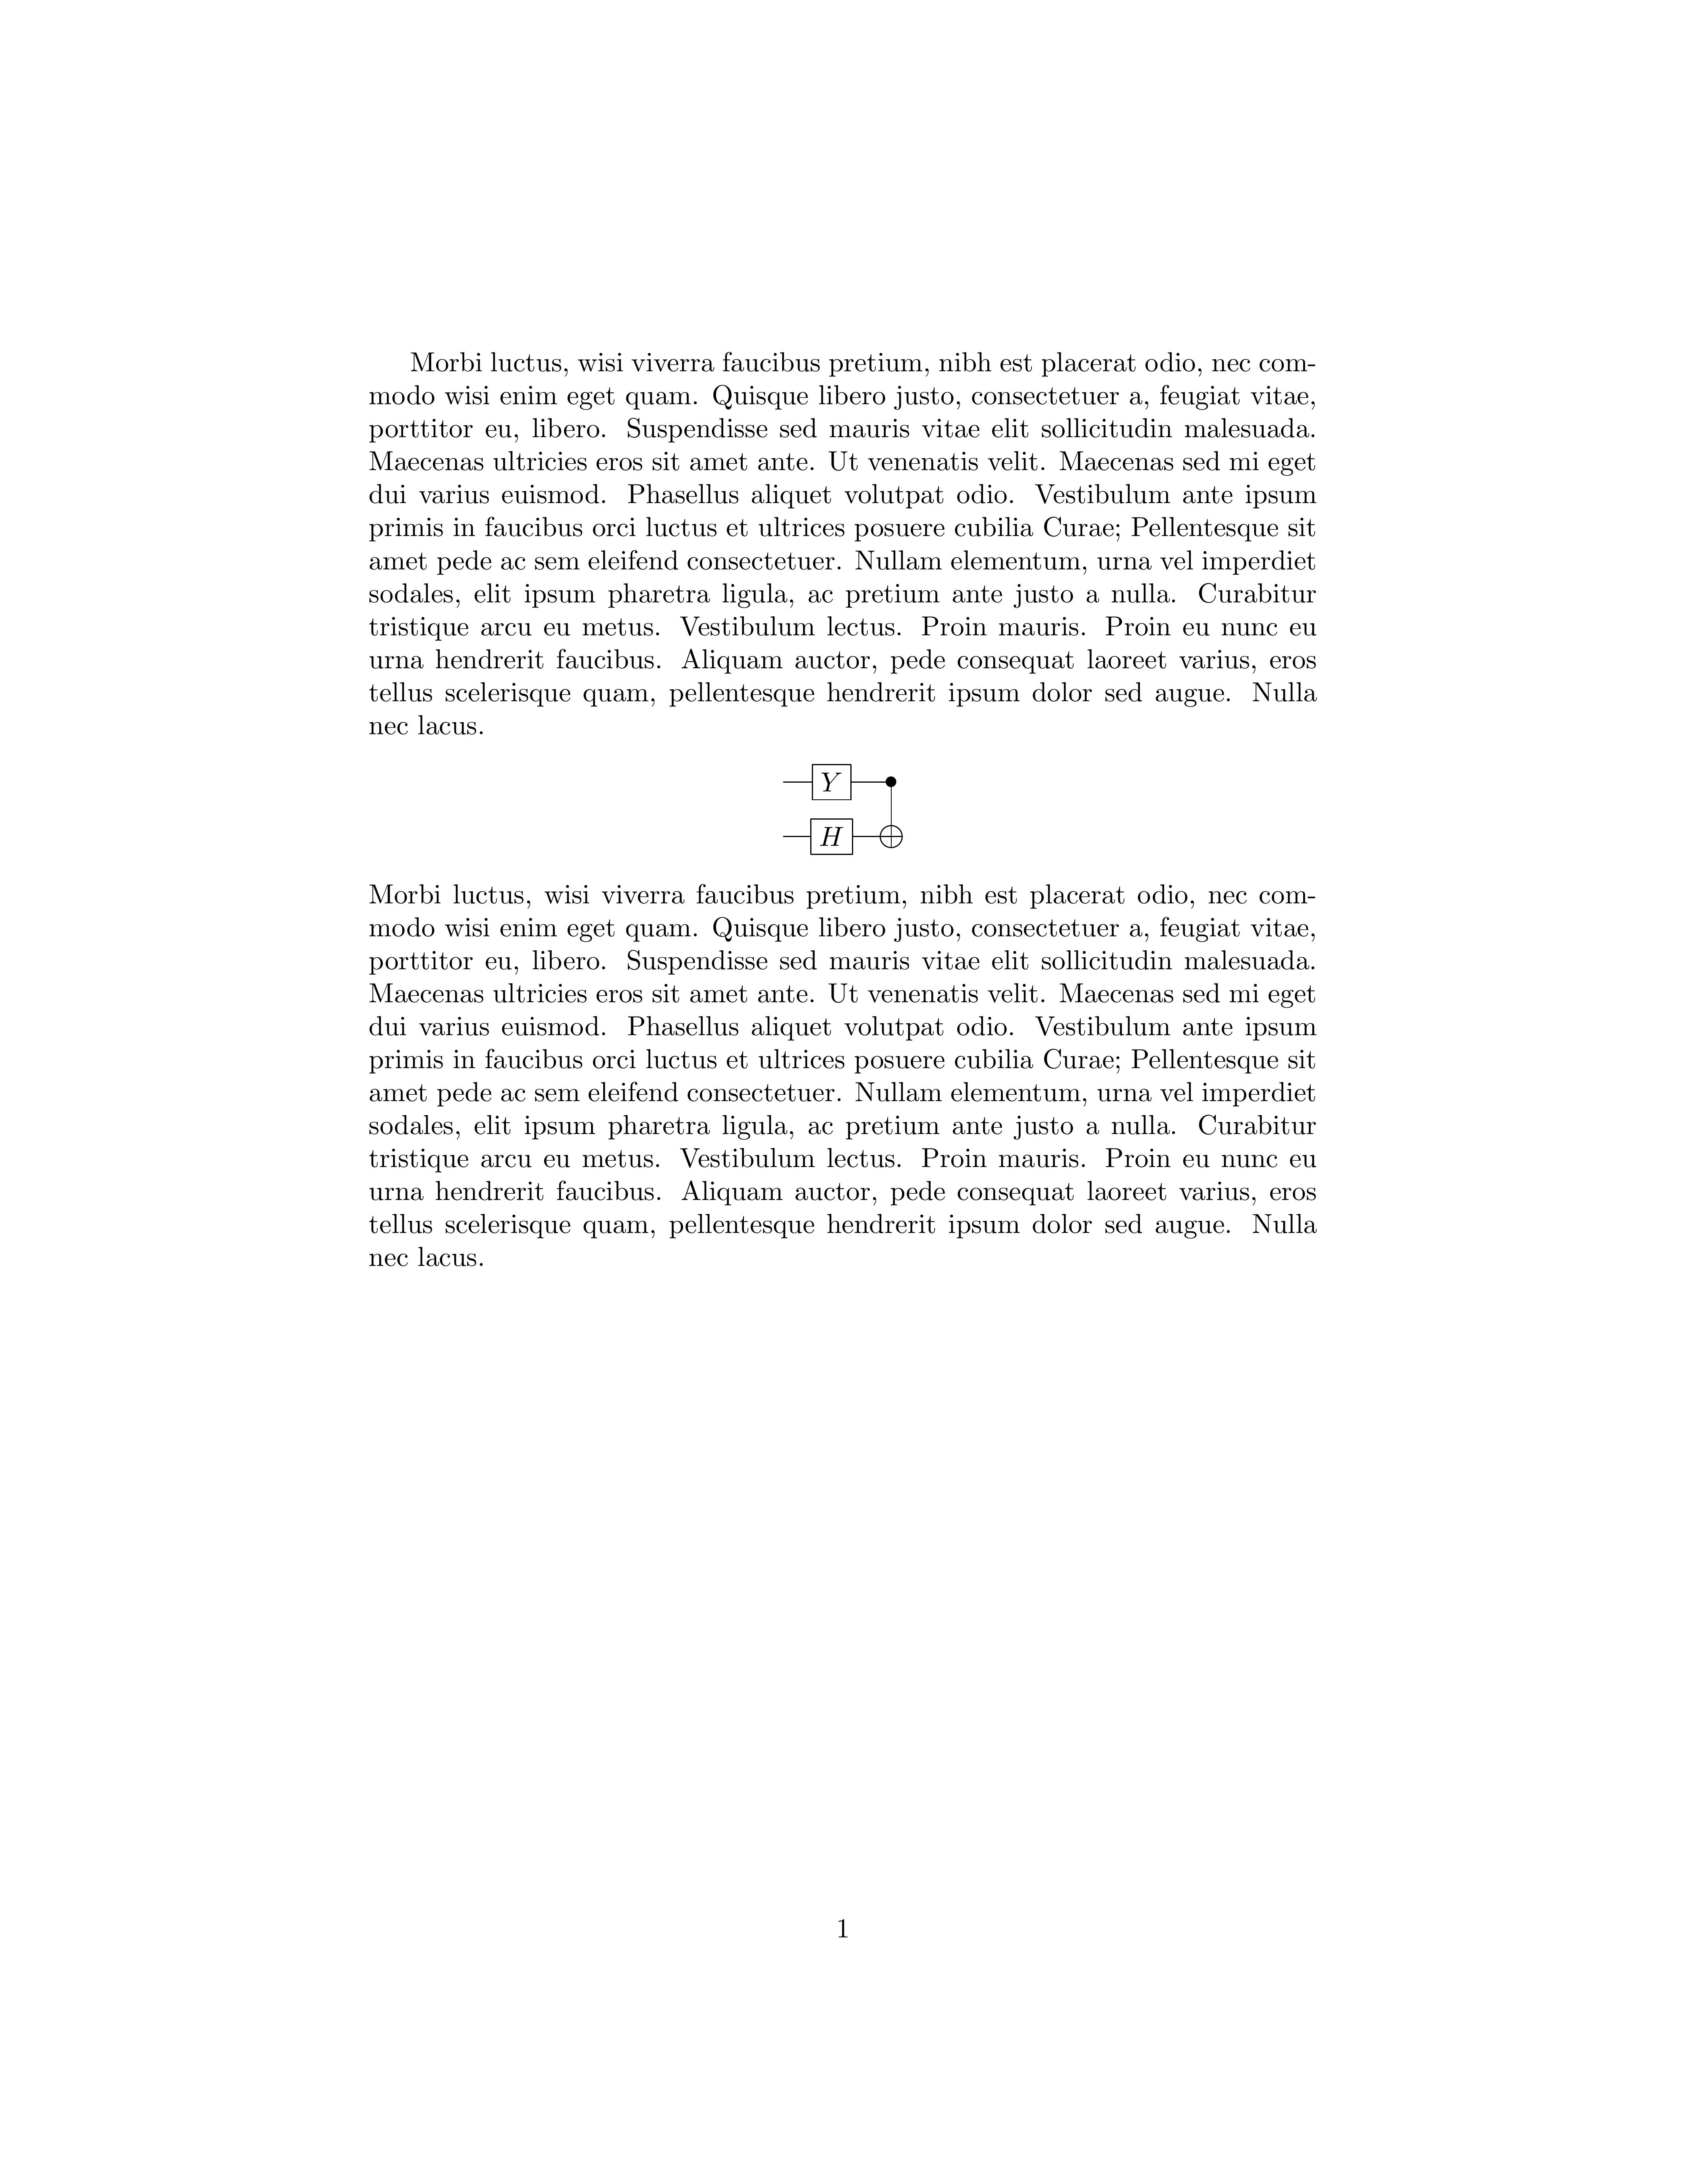 Morbi luctus, wisi viverra faucibus pretium, nibh est placerat odio, nec com-
modo wisi enim eget quam. Quisque libero justo, consectetuer a, feugiat vitae,
porttitor eu, libero. Suspendisse sed mauris vitae elit sollicitudin malesuada.
Maecenas ultricies eros sit amet ante. Ut venenatis velit. Maecenas sed mi eget
dui varius euismod. Phasellus aliquet volutpat odio. Vestibulum ante ipsum
primis in faucibus orci luctus et ultrices posuere cubilia Curae; Pellentesque sit
amet pede ac sem eleifend consectetuer. Nullam elementum, urna vel imperdiet
sodales, elit ipsum pharetra ligula, ac pretium ante justo a nulla. Curabitur
tristique arcu eu metus. Vestibulum lectus. Proin mauris. Proin eu nunc eu
urna hendrerit faucibus. Aliquam auctor, pede consequat laoreet varius, eros
tellus scelerisque quam, pellentesque hendrerit ipsum dolor sed augue. Nulla
nec lacus.
Y
H
Morbi luctus, wisi viverra faucibus pretium, nibh est placerat odio, nec com-
modo wisi enim eget quam. Quisque libero justo, consectetuer a, feugiat vitae,
porttitor eu, libero. Suspendisse sed mauris vitae elit sollicitudin malesuada.
Maecenas ultricies eros sit amet ante. Ut venenatis velit. Maecenas sed mi eget
dui varius euismod. Phasellus aliquet volutpat odio. Vestibulum ante ipsum
primis in faucibus orci luctus et ultrices posuere cubilia Curae; Pellentesque sit
amet pede ac sem eleifend consectetuer. Nullam elementum, urna vel imperdiet
sodales, elit ipsum pharetra ligula, ac pretium ante justo a nulla. Curabitur
tristique arcu eu metus. Vestibulum lectus. Proin mauris. Proin eu nunc eu
urna hendrerit faucibus. Aliquam auctor, pede consequat laoreet varius, eros
tellus scelerisque quam, pellentesque hendrerit ipsum dolor sed augue. Nulla
nec lacus.
1